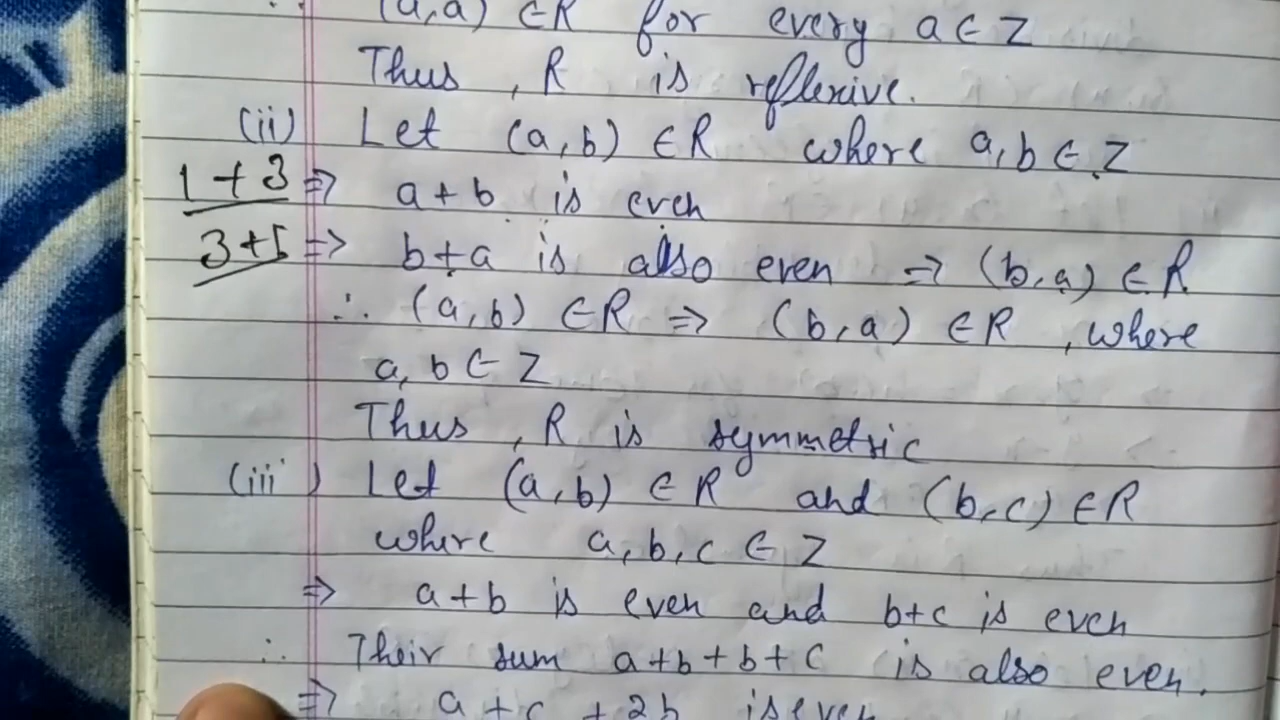 ∴ (a,a) ∈R for every a ∈ Z
Thus, R is reflexive.
(ii) Let (a,b) ∈R where a,b ∈ Z
1+3 ⇒ a+b is even
3+5 ⇒ b+a is also even ⇒ (b,a) ∈ R
∴ (a,b) ∈R ⇒ (b,a) ∈R, where
a, b ∈ Z
Thus, R is symmetric
(iii) Let (a,b) ∈ R and (b,c) ∈R
where a,b,c ∈ Z
⇒ a+b is even and b+c is even
∴ Their sum a+b+b+c is also even.
⇒ a+c+2b is even